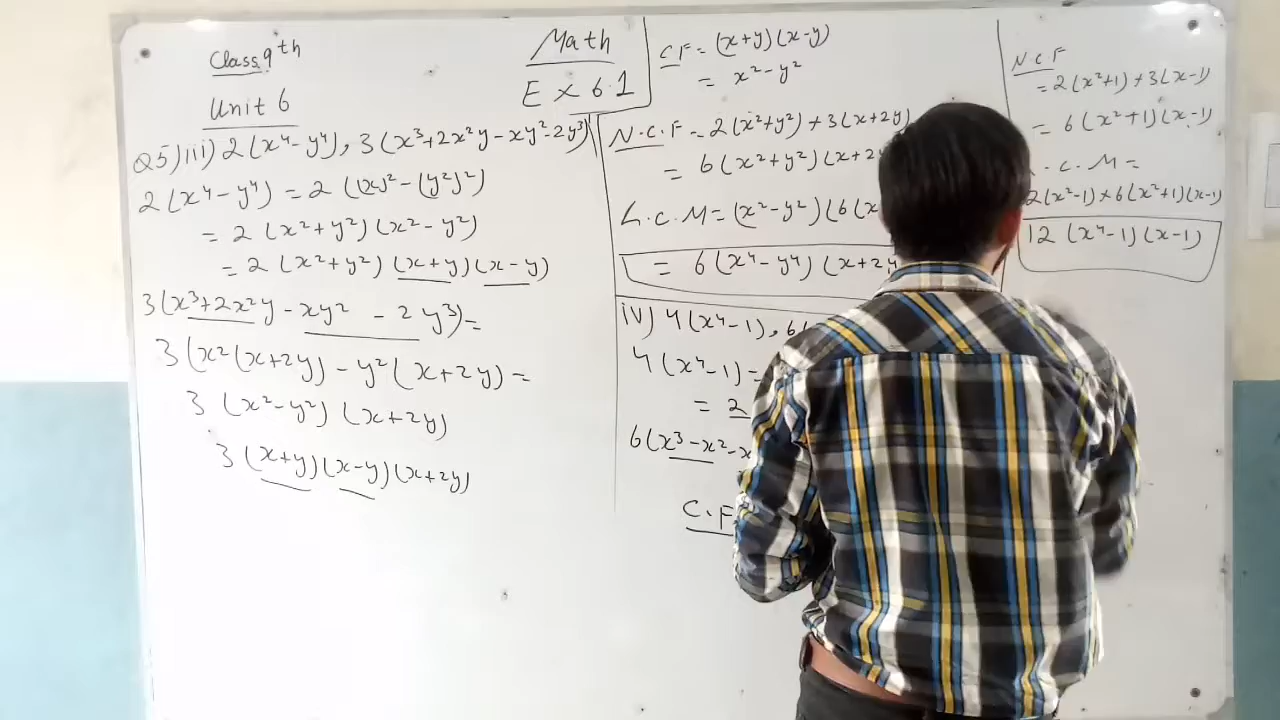 Class 9th
Unit 6
Math
Ex 6.1
Q5) iii) 2(x⁴-y⁴), 3(x³+2x²y-xy²-2y³)
2(x⁴-y⁴) = 2((x)²-(y²)²)
= 2(x²+y²)(x²-y²)
= 2(x²+y²)(x+y)(x-y)
3(x³+2x²y-xy²-2y³)=
3(x²(x+2y)-y²(x+2y)=
3(x²-y²)(x+2y)
3(x+y)(x-y)(x+2y)
C F = (x+y)(x-y)
= x²-y²
N.C.F = 2(x²+y²)×3(x+2y)
= 6(x²+y²)(x+2y
L.C.M = (x²-y²)(6(x
= 6(x⁴-y⁴)(x+2y
iv) 4(x⁴-1), 6(
4(x⁴-1)=
= 2
6(x³-x²-x
C.F
N.C.F
= 2(x²+1)×3(x-1)
= 6(x²+1)(x-1)
.C.M=
2(x²-1)×6(x²+1)(x-1)
12(x⁴-1)(x-1)